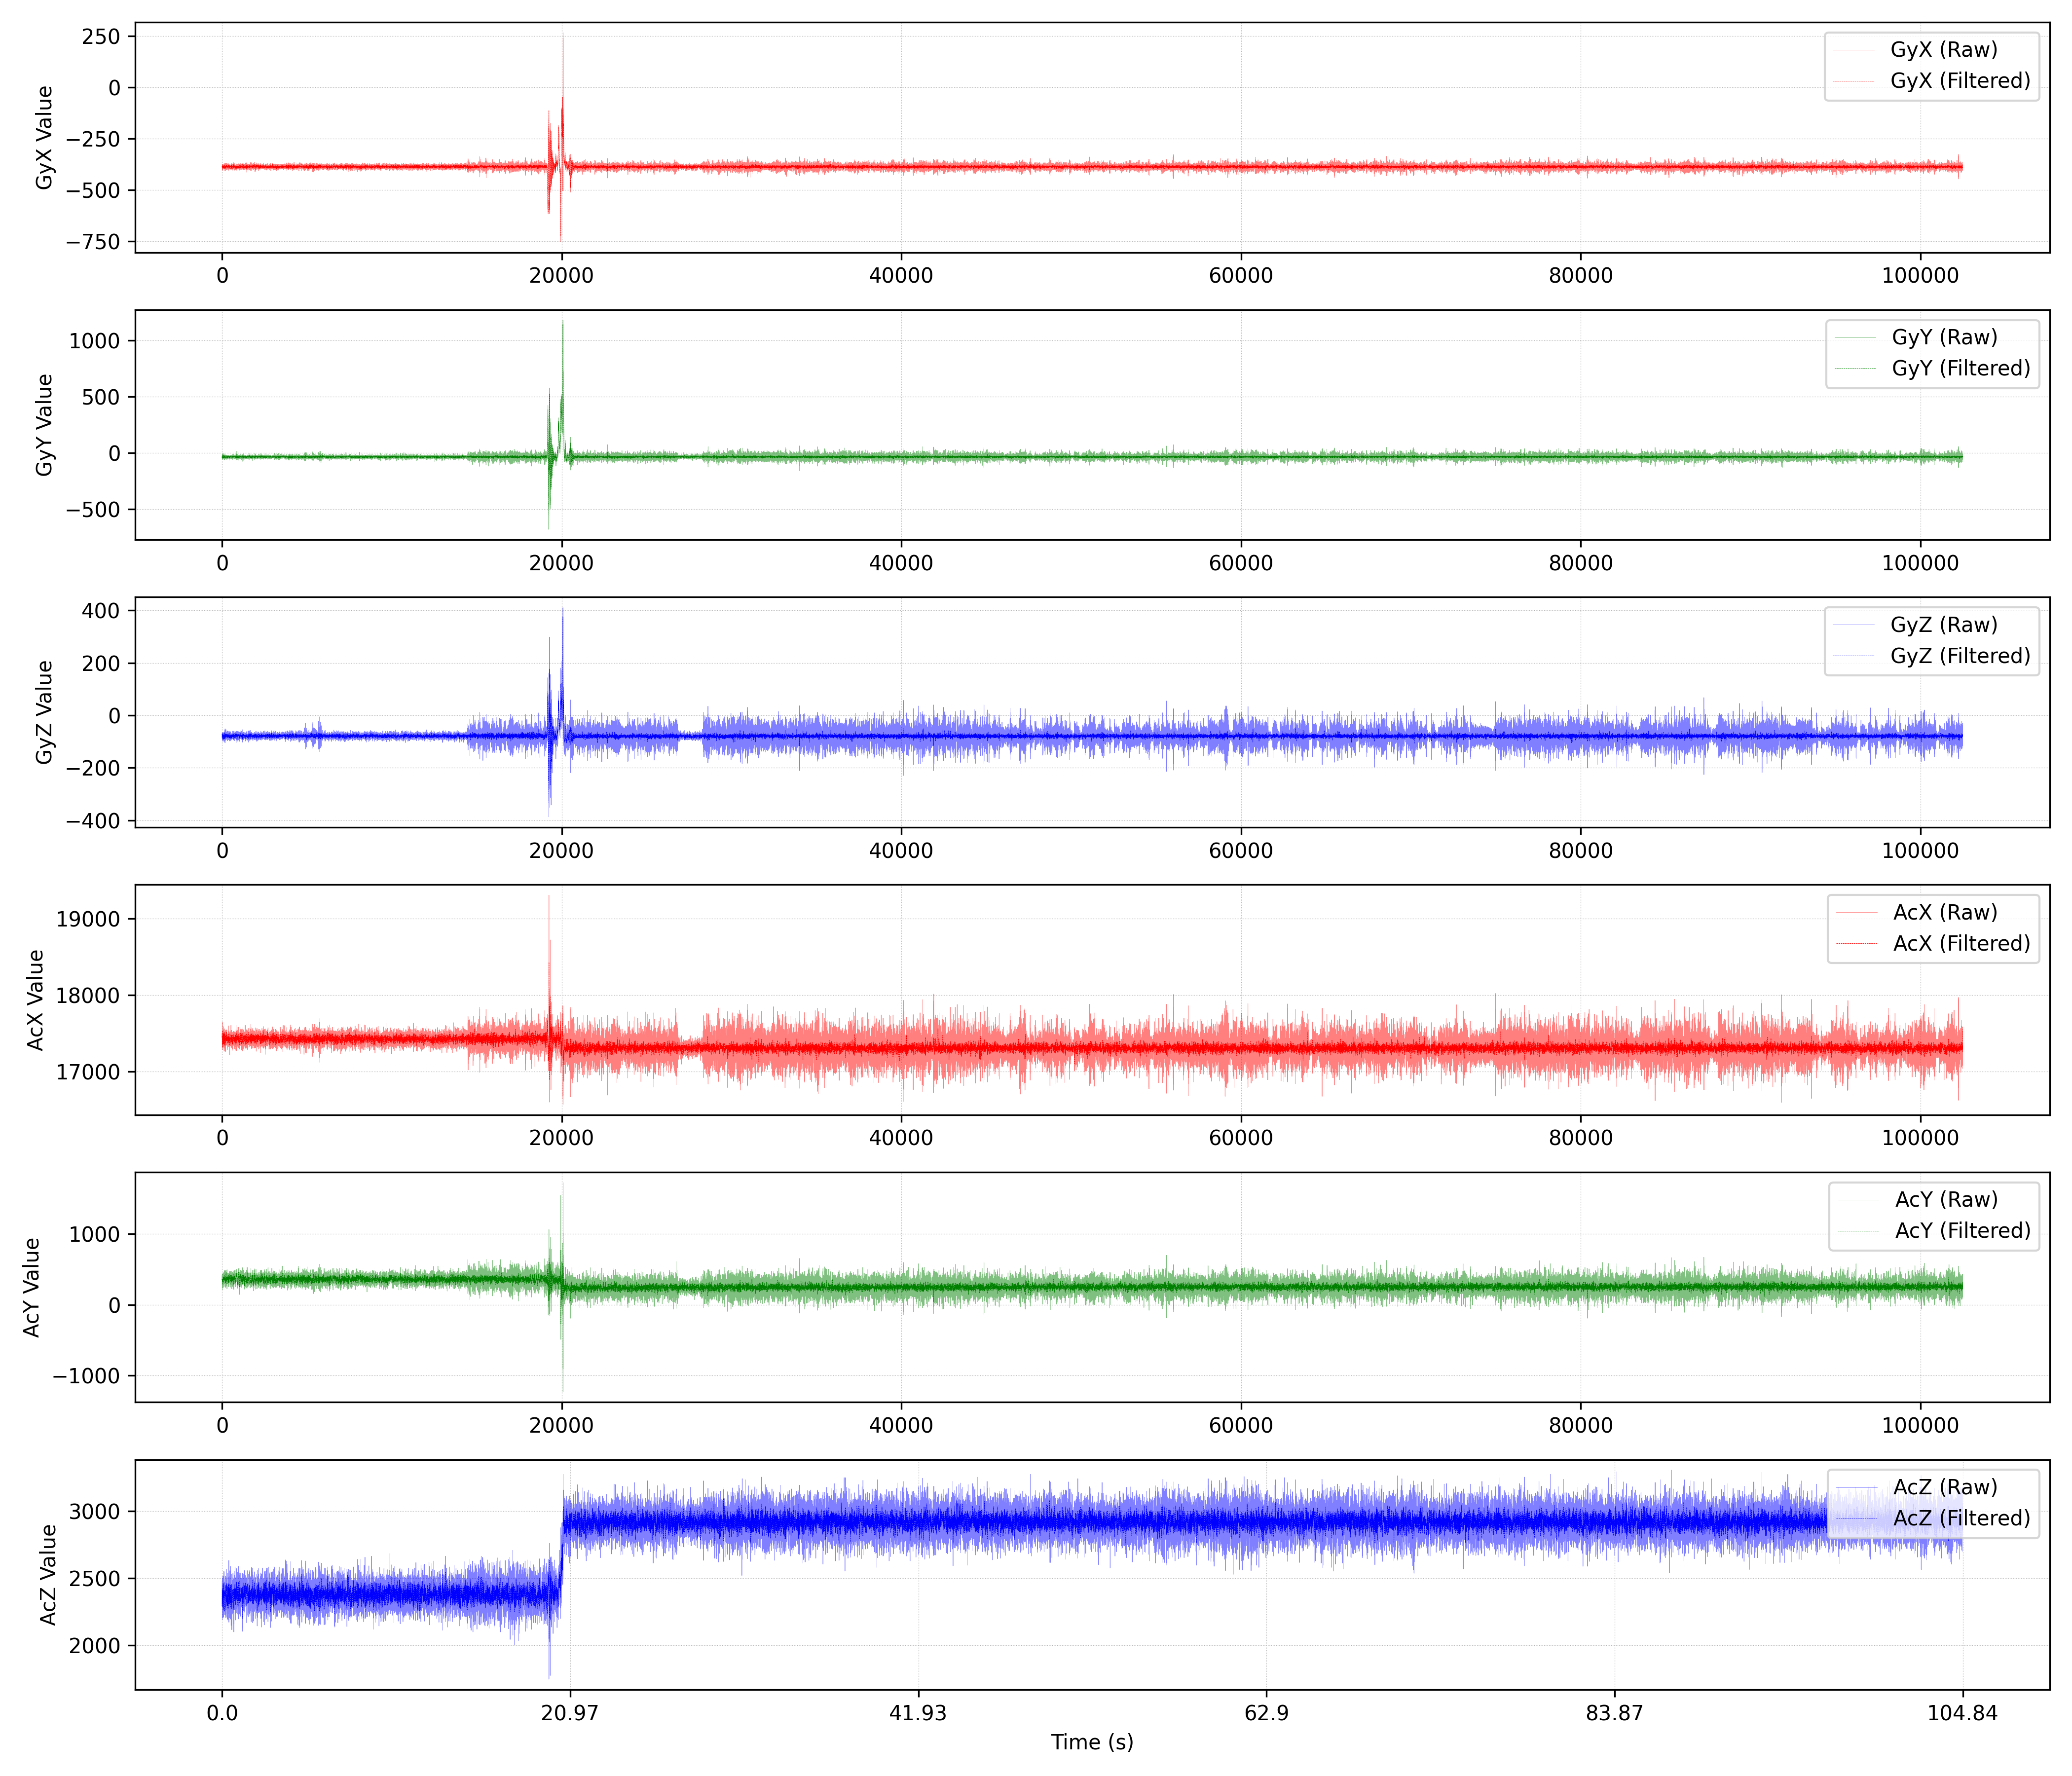 GyX Value
250
0
−250
−500
−750
GyX (Raw)
GyX (Filtered)
0 20000 40000 60000 80000 100000
GyY Value
1000
500
0
−500
GyY (Raw)
GyY (Filtered)
0 20000 40000 60000 80000 100000
GyZ Value
400
200
0
−200
−400
GyZ (Raw)
GyZ (Filtered)
0 20000 40000 60000 80000 100000
AcX Value
19000
18000
17000
AcX (Raw)
AcX (Filtered)
0 20000 40000 60000 80000 100000
AcY Value
1000
0
−1000
AcY (Raw)
AcY (Filtered)
0 20000 40000 60000 80000 100000
AcZ Value
3000
2500
2000
AcZ (Raw)
AcZ (Filtered)
0.0 20.97 41.93 62.9 83.87 104.84
Time (s)